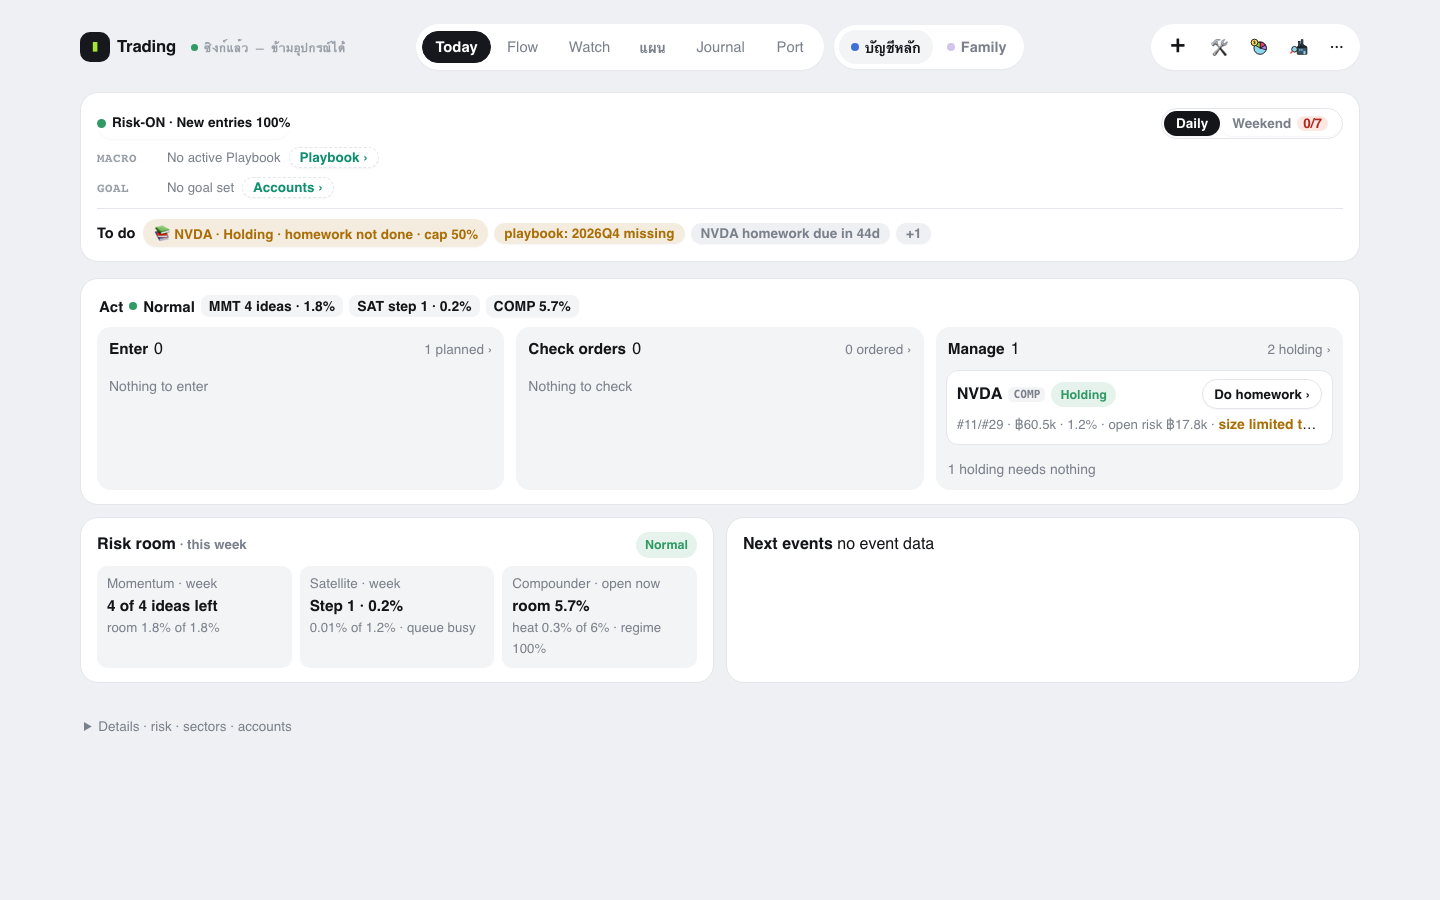 Trading ซิงก์แล้ว — ข้ามอุปกรณ์ได้ Today Flow Watch แผน Journal Port บัญชีหลัก Family + ...
Risk-ON · New entries 100% Daily Weekend 0/7
MACRO No active Playbook Playbook ›
GOAL No goal set Accounts ›
To do NVDA · Holding · homework not done · cap 50% playbook: 2026Q4 missing NVDA homework due in 44d +1
Act Normal MMT 4 ideas · 1.8% SAT step 1 · 0.2% COMP 5.7%
Enter 0 1 planned ›
Nothing to enter
Check orders 0 0 ordered ›
Nothing to check
Manage 1 2 holding ›
NVDA COMP Holding Do homework ›
#11/#29 · ฿60.5k · 1.2% · open risk ฿17.8k · size limited t...
1 holding needs nothing
Risk room · this week Normal
Momentum · week
4 of 4 ideas left
room 1.8% of 1.8%
Satellite · week
Step 1 · 0.2%
0.01% of 1.2% · queue busy
Compounder · open now
room 5.7%
heat 0.3% of 6% · regime
100%
Next events no event data
Details · risk · sectors · accounts